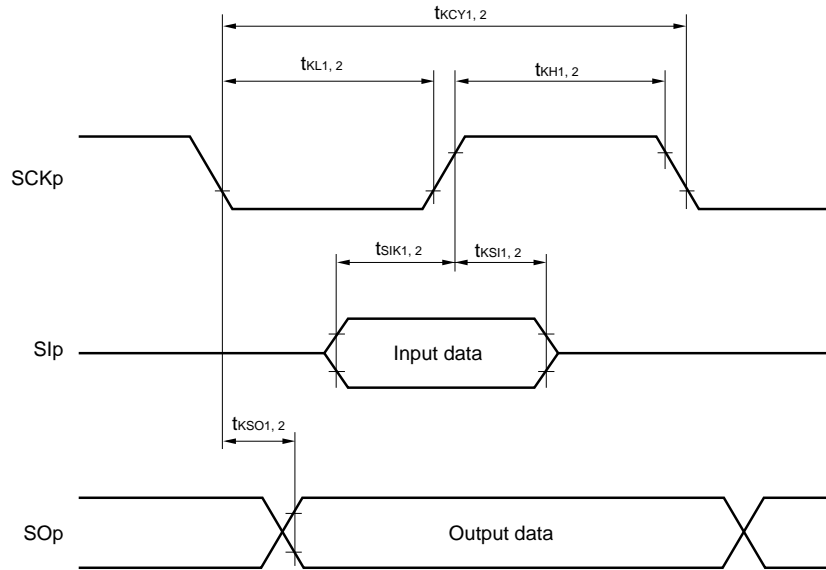 tKCY1, 2
tKL1, 2
tKH1, 2
SCKp
tSIK1, 2
tKSI1, 2
SIp
Input data
tKSO1, 2
SOp
Output data